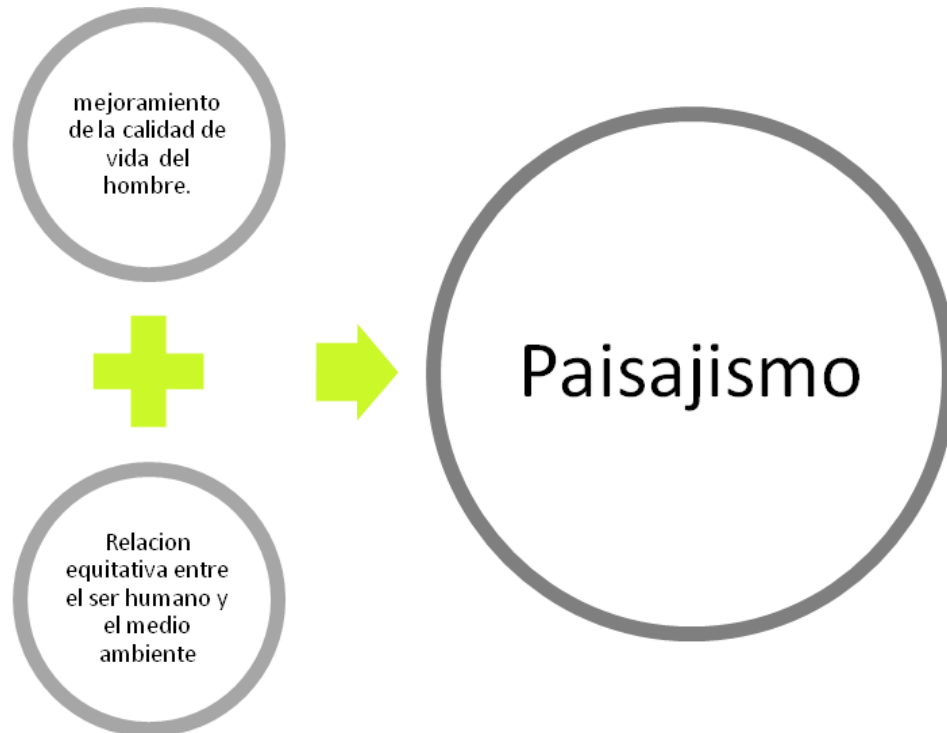 mejoramiento
de la calidad de
vida del
hombre.
Relacion
equitativa entre
el ser humano y
el medio
ambiente
Paisajismo